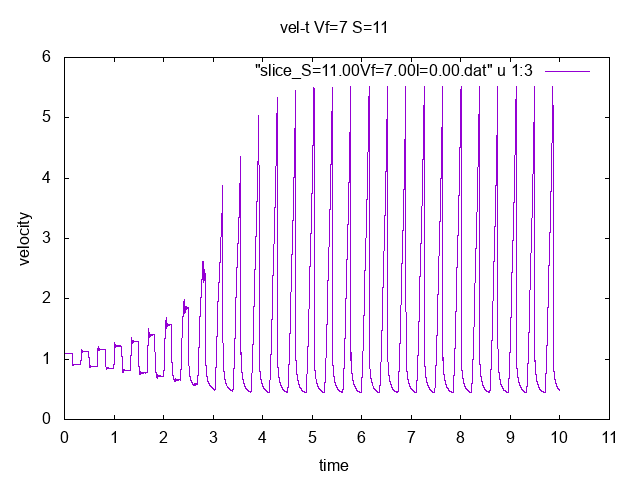 vel-t Vf=7 S=11
"slice_S=11.00Vf=7.00I=0.00.dat" u 1:3
6
5
4
3
2
1
0
velocity
0 1 2 3 4 5 6 7 8 9 10 11
time